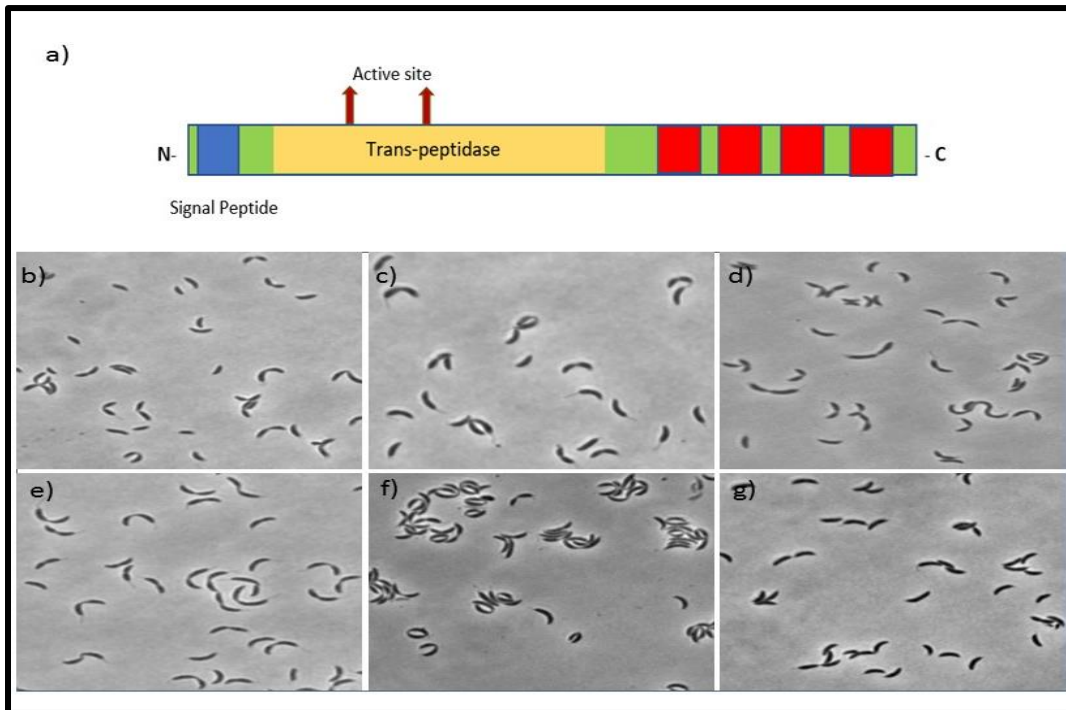 a)
Active site
N-
Trans-peptidase
- C
Signal Peptide
b)
c)
d)
e)
f)
g)